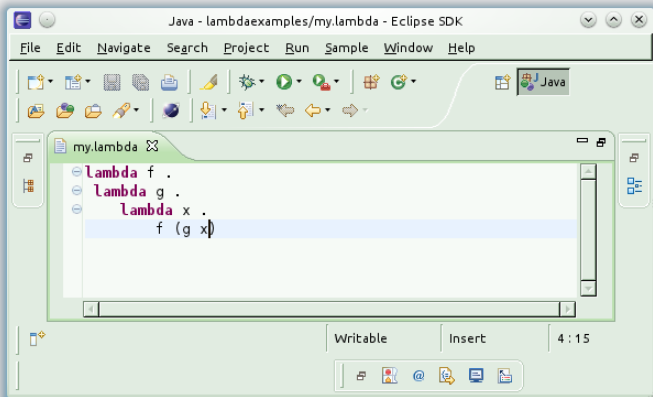 Java - lambdaexamples/my.lambda - Eclipse SDK
File Edit Navigate Search Project Run Sample Window Help
Java
my.lambda
lambda f .
lambda g .
lambda x .
f (g x)
Writable Insert 4:15
@